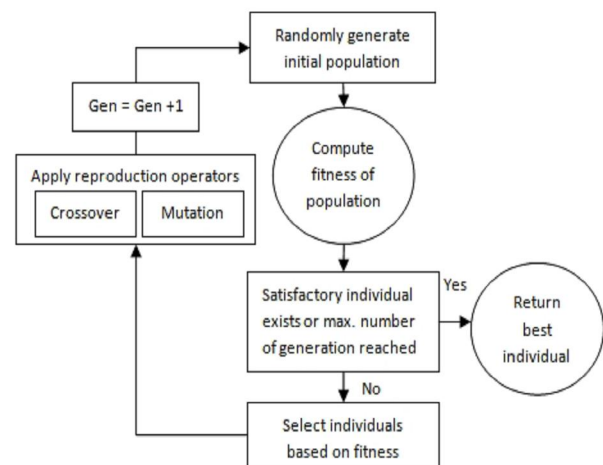 Randomly generate
initial population
Compute
fitness of
population
Satisfactory individual
exists or max. number
of generation reached
Yes
Return
best
individual
No
Select individuals
based on fitness
Apply reproduction operators
Crossover
Mutation
Gen = Gen +1